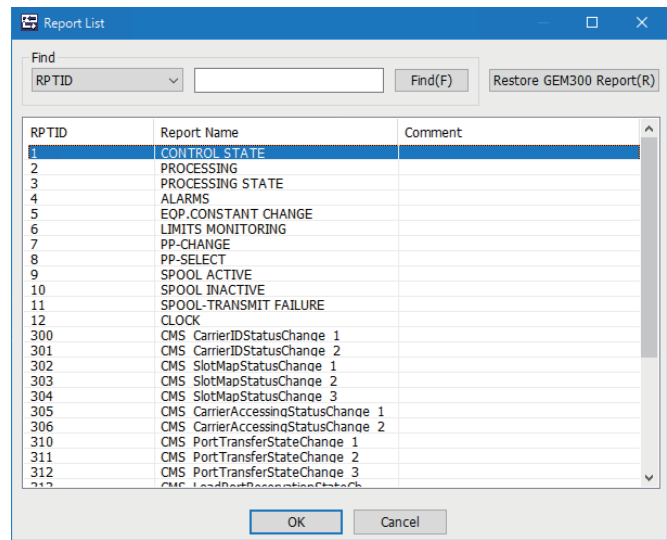 Report List
Find
RPTID Find(F) Restore GEM300 Report(R)
RPTID Report Name Comment
1 CONTROL STATE
2 PROCESSING
3 PROCESSING STATE
4 ALARMS
5 EQP.CONSTANT CHANGE
6 LIMITS MONITORING
7 PP-CHANGE
8 PP-SELECT
9 SPOOL ACTIVE
10 SPOOL INACTIVE
11 SPOOL-TRANSMIT FAILURE
12 CLOCK
300 CMS_CarrierIDStatusChange_1
301 CMS_CarrierIDStatusChange_2
302 CMS_SlotMapStatusChange_1
303 CMS_SlotMapStatusChange_2
304 CMS_SlotMapStatusChange_3
305 CMS_CarrierAccessingStatusChange_1
306 CMS_CarrierAccessingStatusChange_2
310 CMS_PortTransferStateChange_1
311 CMS_PortTransferStateChange_2
312 CMS_PortTransferStateChange_3
OK Cancel